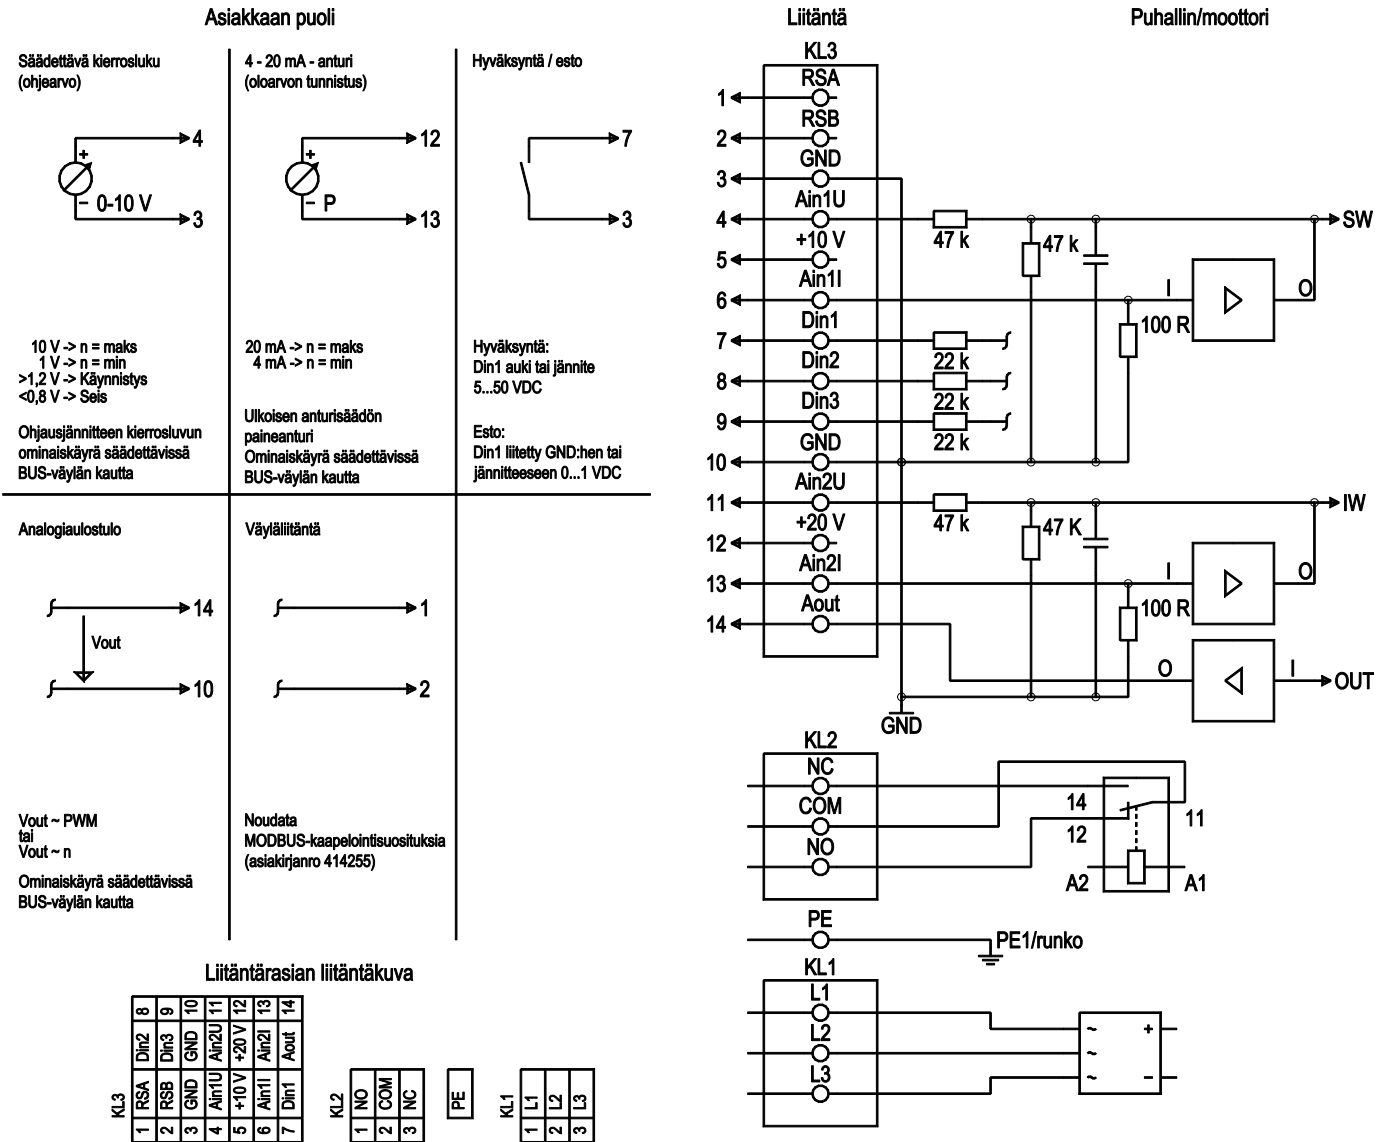 Asiakkaan puoli
Säädettävä kierrosluku
(ohjearvo)
4
+
- 0-10 V
3
10 V -> n = maks
1 V -> n = min
>1,2 V -> Käynnistys
<0,8 V -> Seis
Ohjausjännitteen kierrosluvun
ominaiskäyrä säädettävissä
BUS-väylän kautta
4 - 20 mA - anturi
(oloarvon tunnistus)
12
+
- P
13
20 mA -> n = maks
4 mA -> n = min
Ulkoisen anturisäädön
paineanturi
Ominaiskäyrä säädettävissä
BUS-väylän kautta
Hyväksyntä / esto
7
3
Hyväksyntä:
Din1 auki tai jännite
5...50 VDC
Esto:
Din1 liitetty GND:hen tai
jännitteeseen 0...1 VDC
Analogiaulostulo
14
Vout
10
Vout ~ PWM
tai
Vout ~ n
Ominaiskäyrä säädettävissä
BUS-väylän kautta
Väyläliitäntä
1
2
Noudata
MODBUS-kaapelointisuosituksia
(asiakirjanro 414255)
Liitäntä
Puhallin/moottori
KL3
RSA
1
RSB
2
GND
3
Ain1U
4
47 k
47 k
SW
+10 V
5
Ain1I
6
I
O
100 R
Din1
7
22 k
Din2
8
22 k
Din3
9
22 k
GND
10
Ain2U
11
47 k
47 K
IW
+20 V
12
Ain2I
13
I
O
100 R
Aout
14
O
I
OUT
GND
KL2
NC
COM
NO
14
12
11
A2
A1
PE
PE1/runko
KL1
L1
L2
L3
~ +
~
~ -
Liitäntärasian liitäntäkuva
KL3
8 9 10 11 12 13 14
Din2 Din3 GND Ain2U +20 V Ain2I Aout
RSA RSB GND Ain1U +10 V Ain1I Din1
1 2 3 4 5 6 7
KL2
NO COM NC
1 2 3
PE
KL1
L1 L2 L3
1 2 3